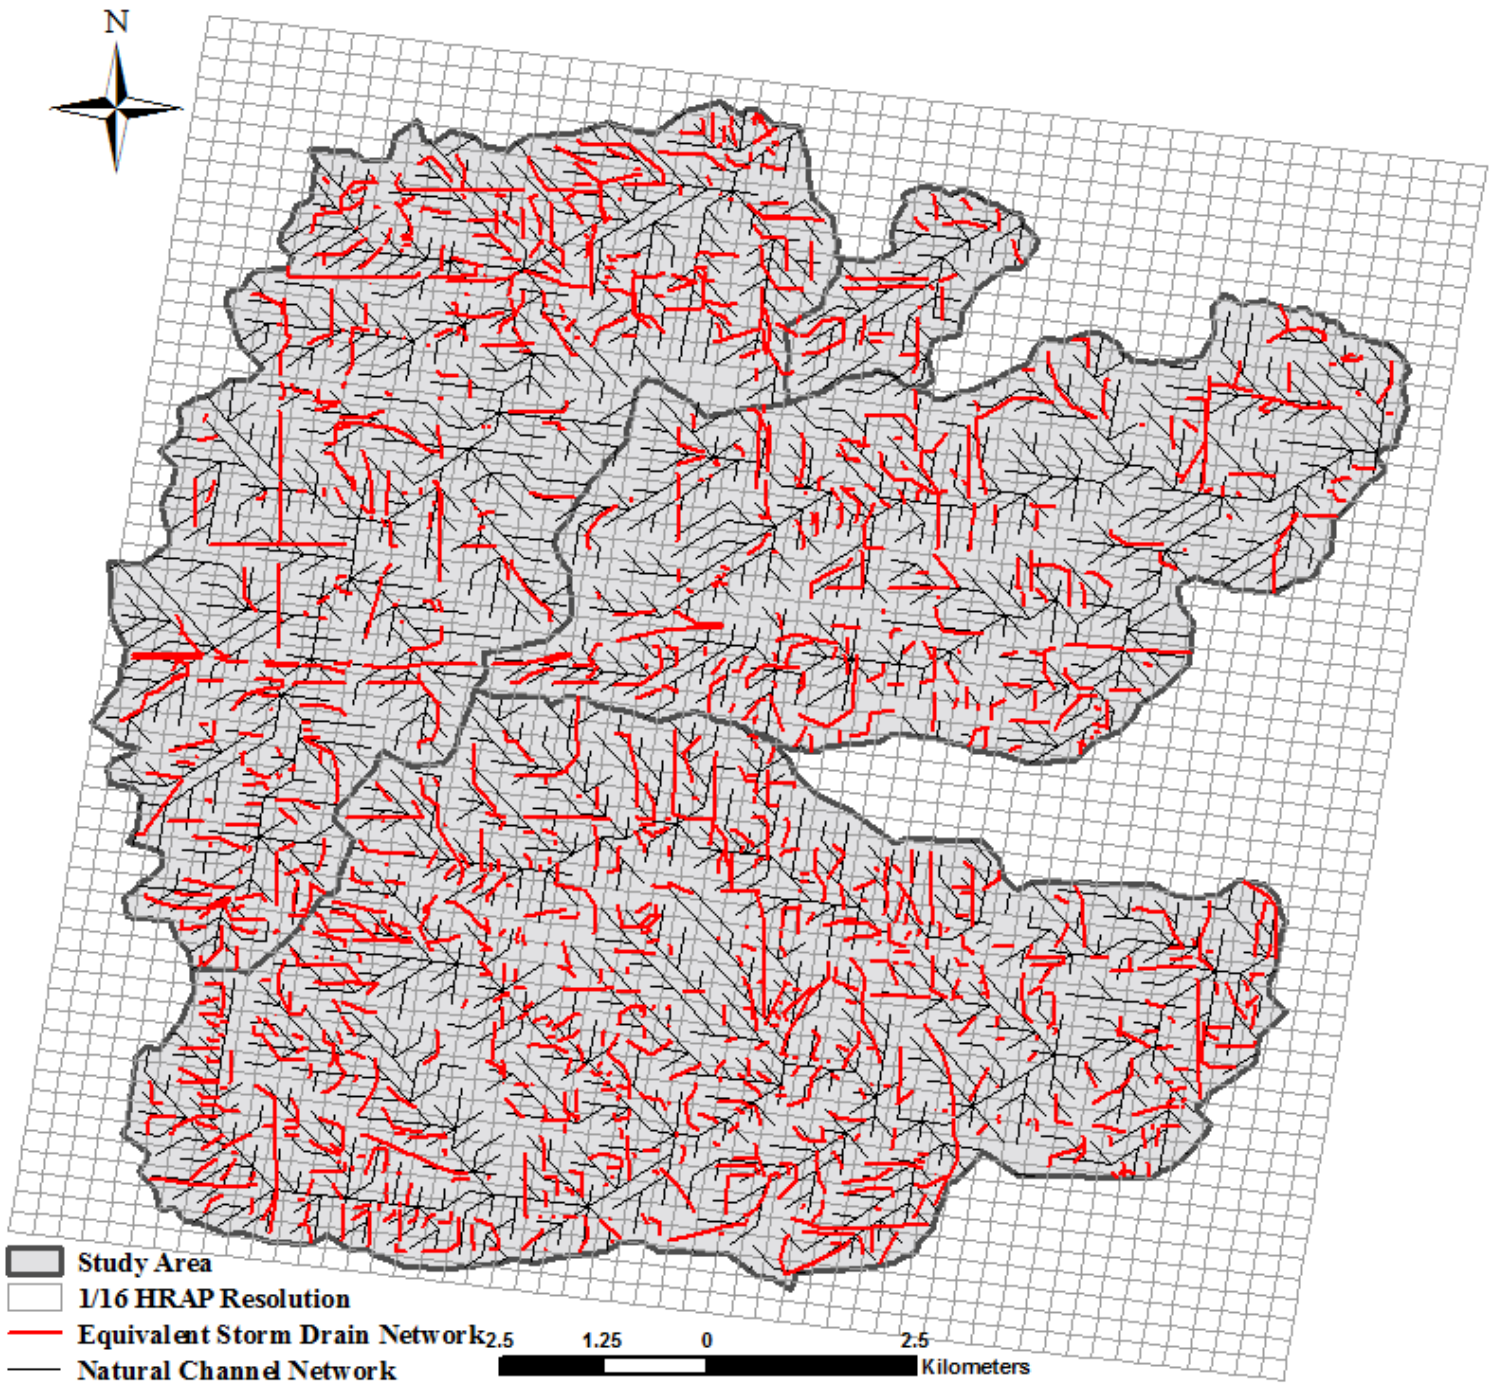 N
Study Area
1/16 HRAP Resolution
Equivalent Storm Drain Network
Natural Channel Network
2.5 1.25 0 2.5
Kilometers